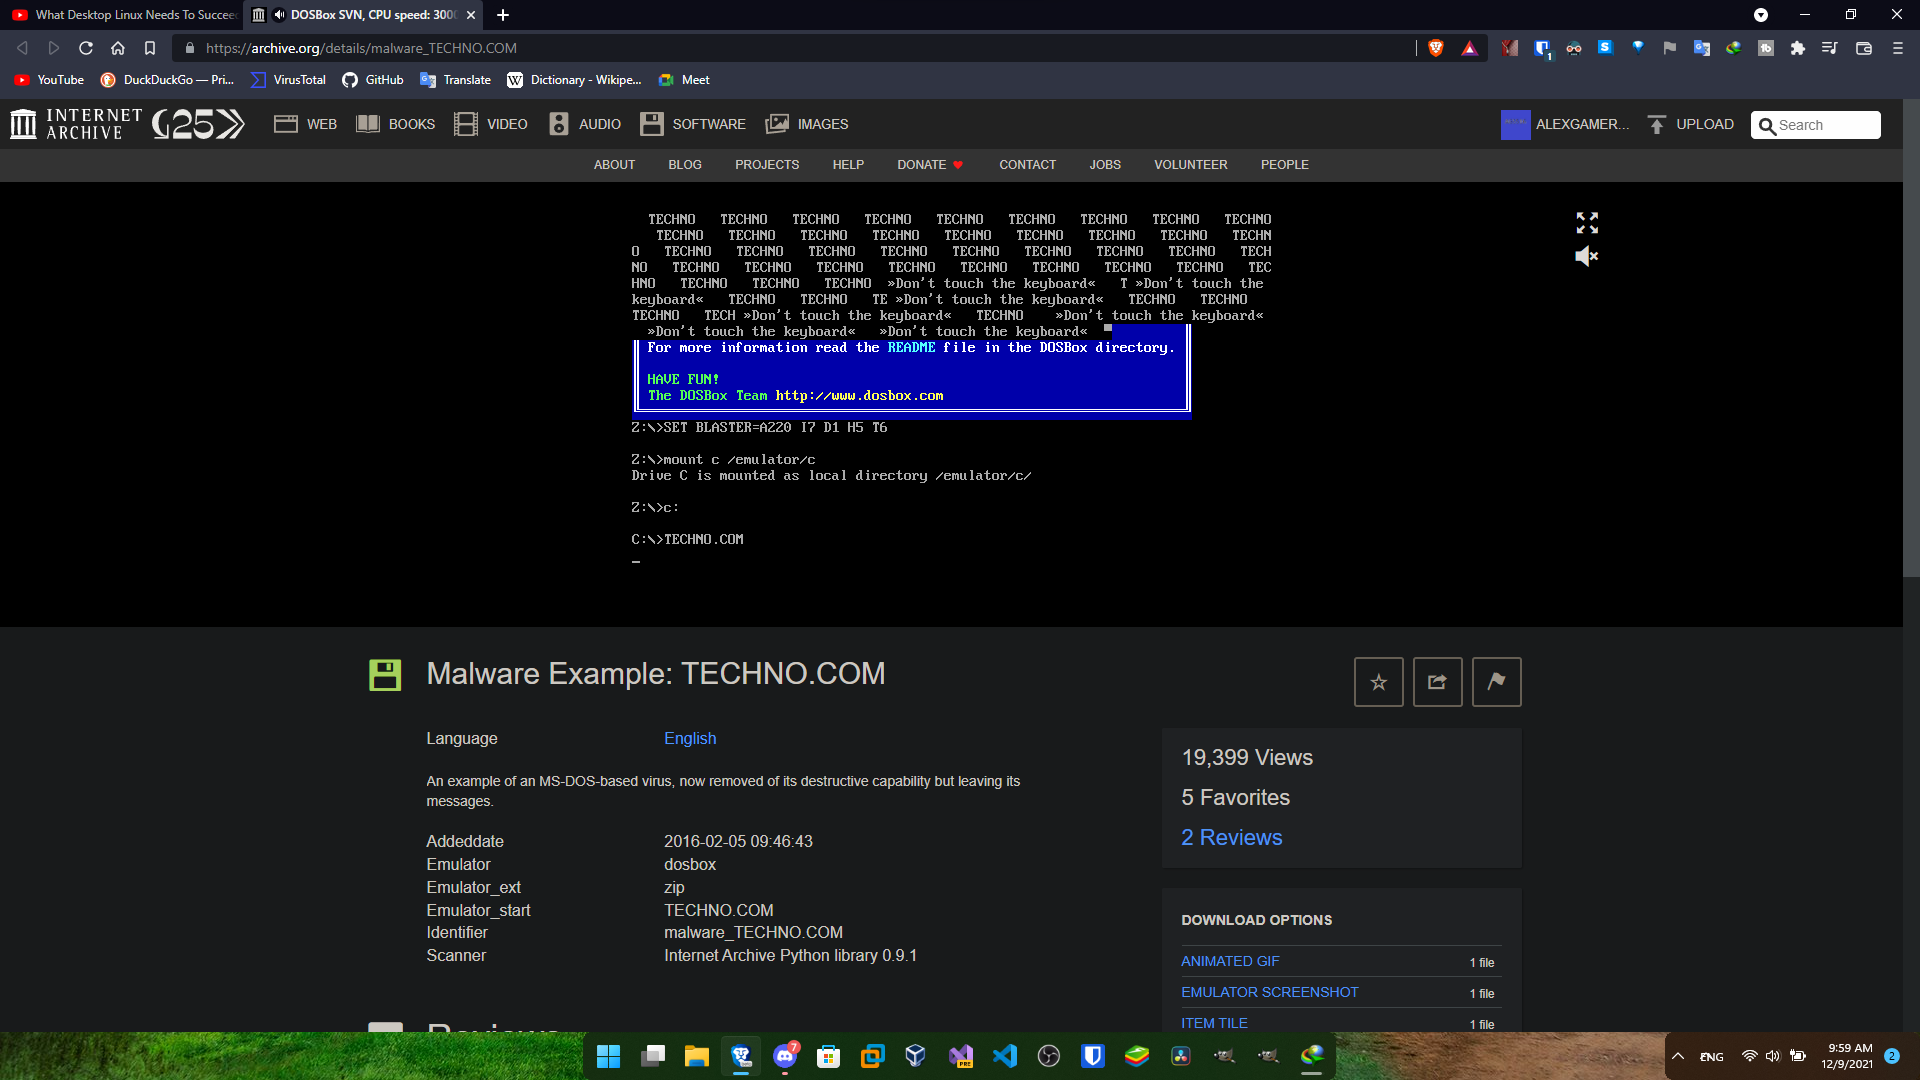 What Desktop Linux Needs To Succee
DOSBox SVN, CPU speed: 300
https://archive.org/details/malware_TECHNO.COM
1
YouTube
DuckDuckGo — Pri...
VirusTotal
GitHub
Translate
Dictionary - Wikipe...
Meet
INTERNET ARCHIVE
25
WEB
BOOKS
VIDEO
AUDIO
SOFTWARE
IMAGES
ALEXGAMER...
UPLOAD
Search
ABOUT
BLOG
PROJECTS
HELP
DONATE
CONTACT
JOBS
VOLUNTEER
PEOPLE
TECHNO TECHNO TECHNO TECHNO TECHNO TECHNO TECHNO TECHNO TECHNO
TECHNO TECHNO TECHNO TECHNO TECHNO TECHNO TECHNO TECHNO TECHN
O TECHNO TECHNO TECHNO TECHNO TECHNO TECHNO TECHNO TECHNO TECH
NO TECHNO TECHNO TECHNO TECHNO TECHNO TECHNO TECHNO TECHNO TEC
HNO TECHNO TECHNO TECHNO »Don't touch the keyboard« T »Don't touch the
keyboard« TECHNO TECHNO TE »Don't touch the keyboard« TECHNO TECHNO
TECHNO TECH »Don't touch the keyboard« TECHNO »Don't touch the keyboard«
»Don't touch the keyboard« »Don't touch the keyboard«
For more information read the README file in the DOSBox directory.
HAVE FUN!
The DOSBox Team http://www.dosbox.com
Z:\>SET BLASTER=A220 I7 D1 H5 T6
Z:\>mount c /emulator/c
Drive C is mounted as local directory /emulator/c/
Z:\>c:
C:\>TECHNO.COM
Malware Example: TECHNO.COM
Language English
An example of an MS-DOS-based virus, now removed of its destructive capability but leaving its
messages.
Addeddate 2016-02-05 09:46:43
Emulator dosbox
Emulator_ext zip
Emulator_start TECHNO.COM
Identifier malware_TECHNO.COM
Scanner Internet Archive Python library 0.9.1
19,399 Views
5 Favorites
2 Reviews
DOWNLOAD OPTIONS
ANIMATED GIF 1 file
EMULATOR SCREENSHOT 1 file
ITEM TILE 1 file
Reviews
7
PRE
ENG
9:59 AM
12/9/2021
2